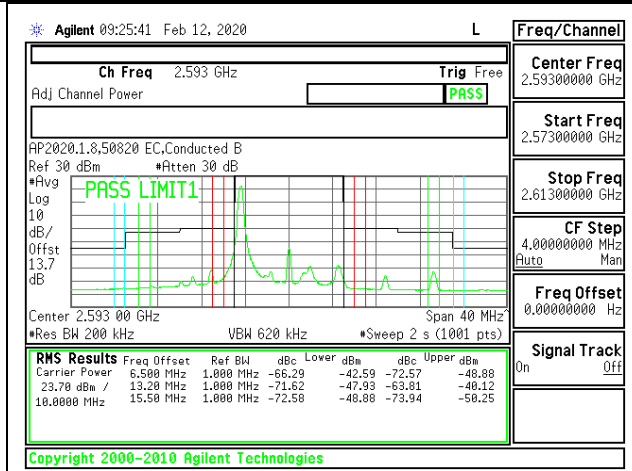 Agilent 09:25:41 Feb 12, 2020 L
Freq/Channel
Ch Freq 2.593 GHz Trig Free
Adj Channel Power PASS
AP2020.1.8,50820 EC,Conducted B
Ref 30 dBm #Atten 30 dB
#Avg
Log
10
dB/
Offst
13.7
dB
PASS LIMIT1
Center 2.593 00 GHz Span 40 MHz^
#Res BW 200 kHz VBW 620 kHz #Sweep 2 s (1001 pts)
RMS Results Freq Offset Ref BW dBc Lower dBm dBc Upper dBm
Carrier Power 6.500 MHz 1.000 MHz -66.29 -42.59 -72.57 -48.88
23.70 dBm / 13.20 MHz 1.000 MHz -71.62 -47.93 -63.81 -40.12
10.0000 MHz 15.50 MHz 1.000 MHz -72.58 -48.88 -73.94 -50.25
Center Freq
2.59300000 GHz
Start Freq
2.57300000 GHz
Stop Freq
2.61300000 GHz
CF Step
4.00000000 MHz
Auto Man
Freq Offset
0.00000000 Hz
Signal Track
On Off
Copyright 2000-2010 Agilent Technologies